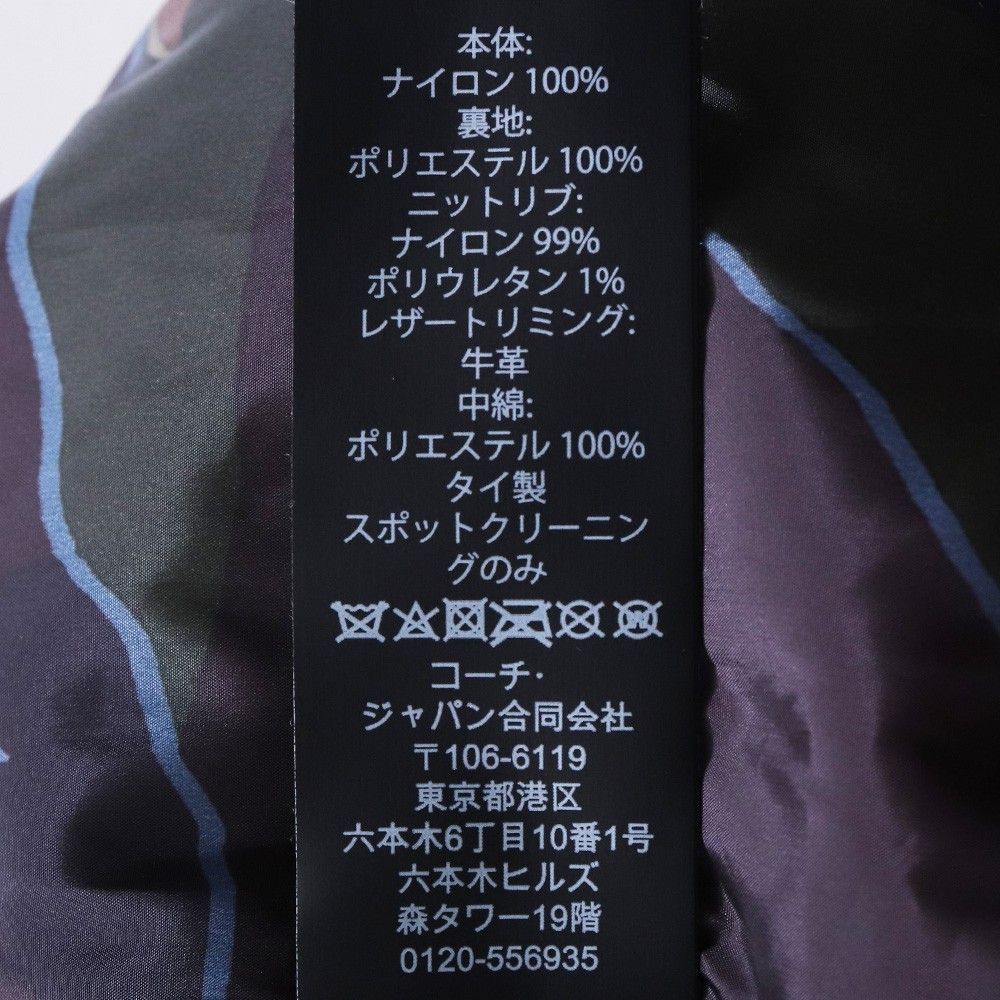 本体:
ナイロン 100%
裏地:
ポリエステル 100%
ニットリブ:
ナイロン 99%
ポリウレタン 1%
レザートリミング:
牛革
中綿:
ポリエステル 100%
タイ製
スポットクリーニン
グのみ
コーチ·
ジャパン合同会社
〒106-6119
東京都港区
六本木6丁目10番1号
六本木ヒルズ
森タワー19階
0120-556935